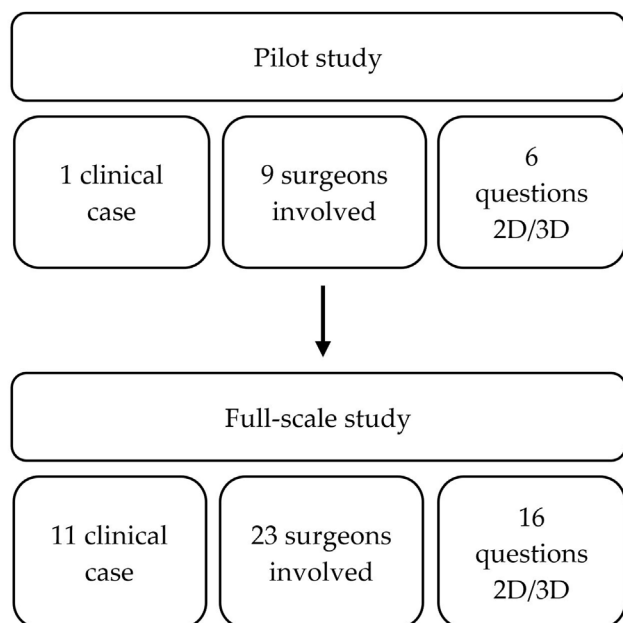 Pilot study
1 clinical
case
9 surgeons
involved
6
questions
2D/3D
Full-scale study
11 clinical
case
23 surgeons
involved
16
questions
2D/3D